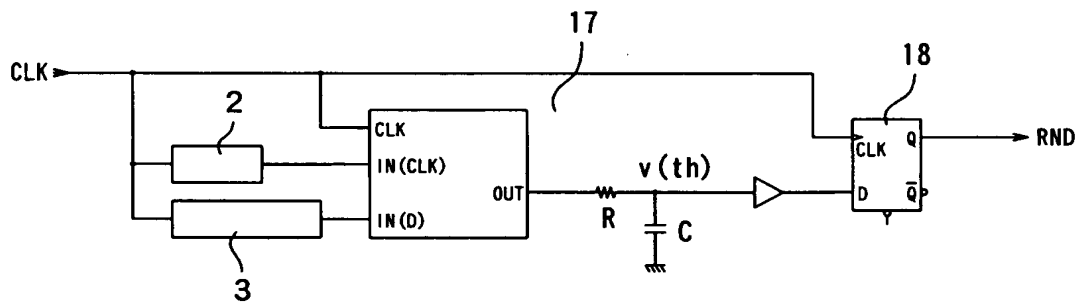 17
CLK
18
2
CLK
Q
RND
CLK
IN(CLK)
v(th)
OUT
D
Q̅
IN(D)
R
C
3